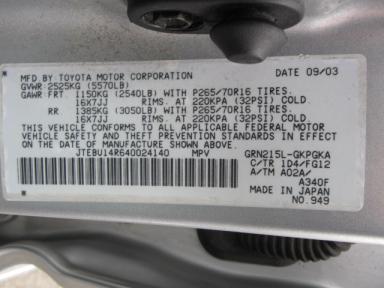 MFD BY TOYOTA MOTOR CORPORATION DATE 09/03
GVWR: 2525KG (5570LB)
GAWR: FRT. 1150KG (2540LB) WITH P265/70R16 TIRES,
16X7JJ RIMS, AT 220KPA (32PSI) COLD.
RR. 1385KG (3050LB) WITH P265/70R16 TIRES,
16X7JJ RIMS, AT 220KPA (32PSI) COLD.
THIS VEHICLE CONFORMS TO ALL APPLICABLE FEDERAL MOTOR
VEHICLE SAFETY AND THEFT PREVENTION STANDARDS IN EFFECT
ON THE DATE OF MANUFACTURE SHOWN ABOVE.
JTEBU14R640024140 MPV GRN215L-GKPGKA
C/TR 1D4/FG12
A/TM A02A/
A340F
MADE IN JAPAN
NO. 949